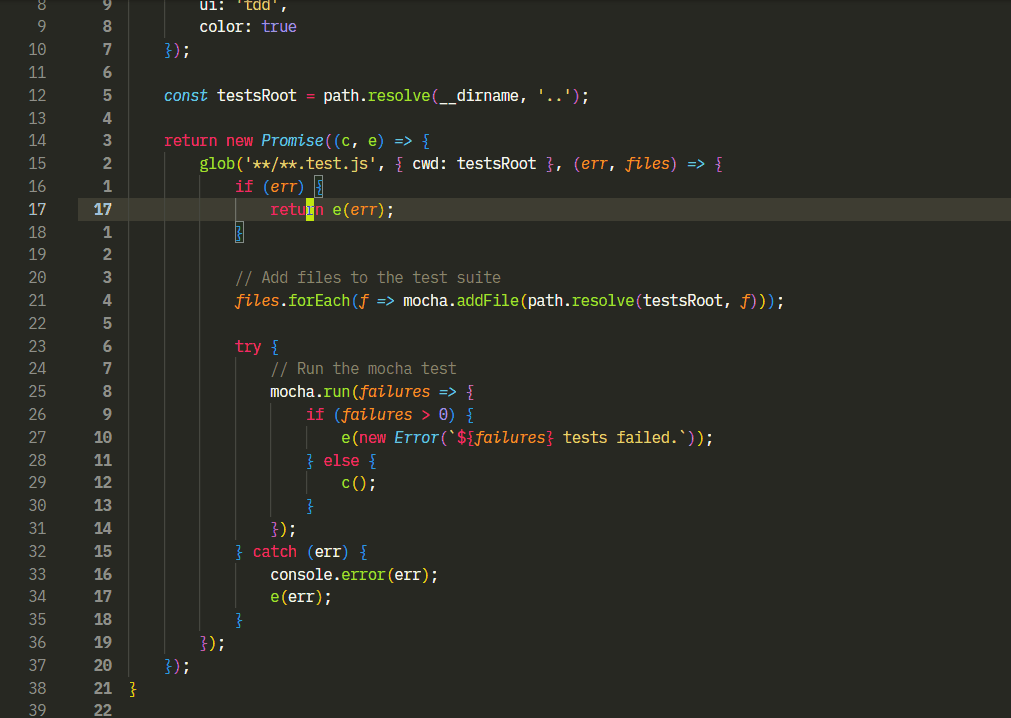 8 9 ui: 'tdd',
9 8 color: true
10 7 });
11 6
12 5 const testsRoot = path.resolve(__dirname, '..');
13 4
14 3 return new Promise((c, e) => {
15 2 glob('**/**.test.js', { cwd: testsRoot }, (err, files) => {
16 1 if (err) {
17 17 return e(err);
18 1 }
19 2
20 3 // Add files to the test suite
21 4 files.forEach(f => mocha.addFile(path.resolve(testsRoot, f)));
22 5
23 6 try {
24 7 // Run the mocha test
25 8 mocha.run(failures => {
26 9 if (failures > 0) {
27 10 e(new Error(`${failures} tests failed.`));
28 11 } else {
29 12 c();
30 13 }
31 14 });
32 15 } catch (err) {
33 16 console.error(err);
34 17 e(err);
35 18 }
36 19 });
37 20 });
38 21 }
39 22